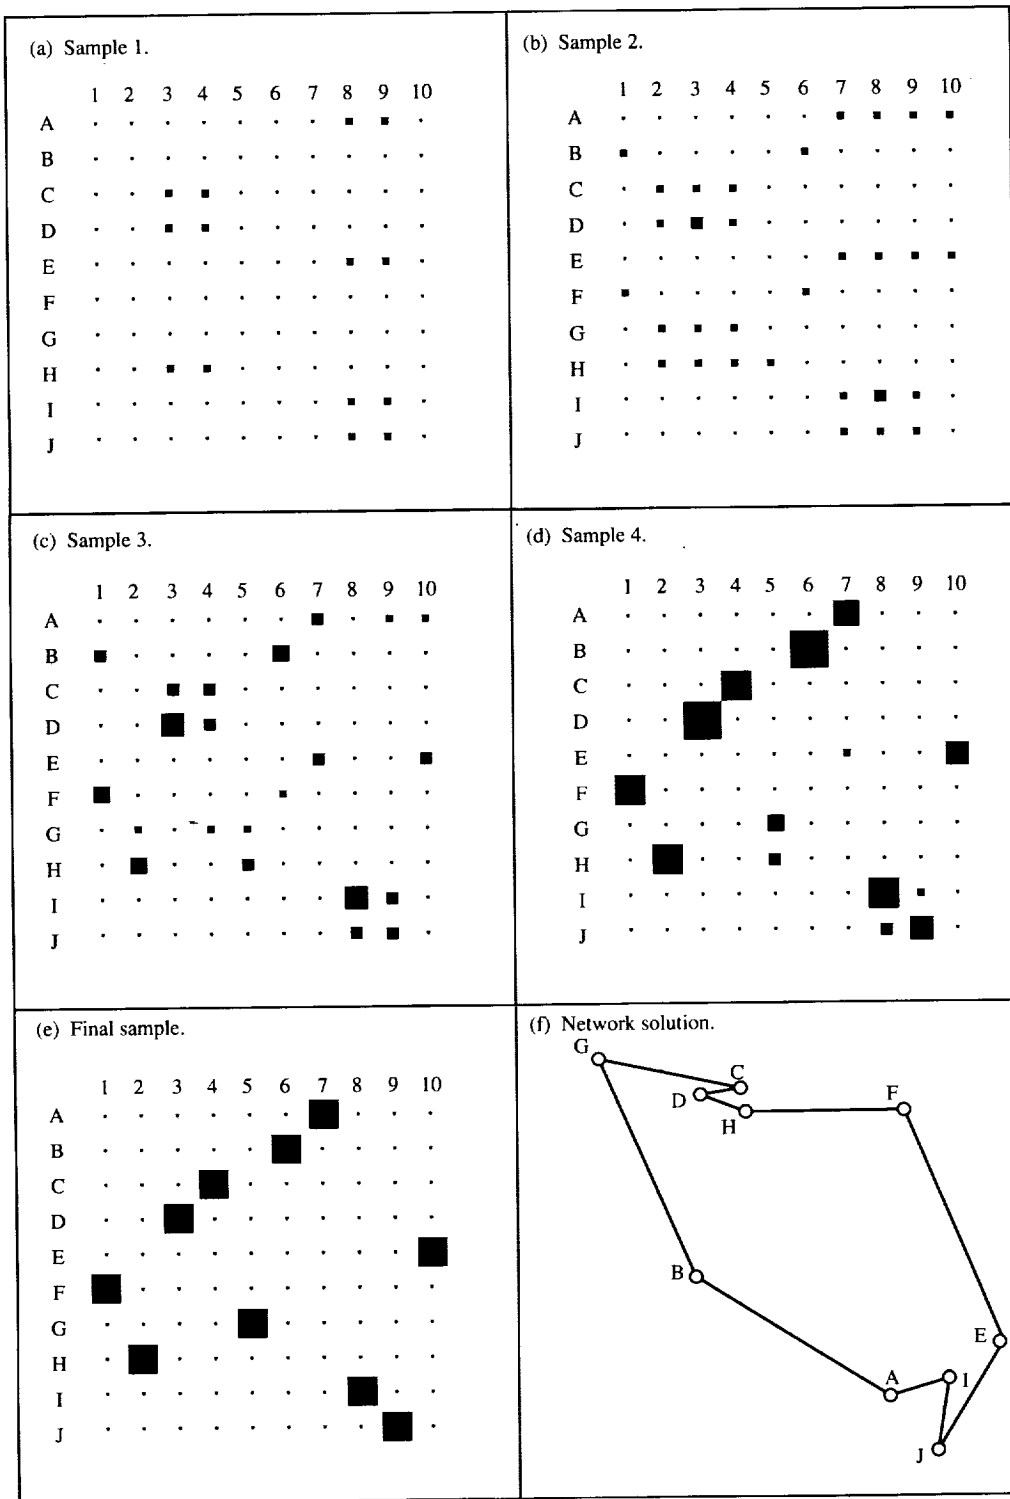 (a) Sample 1.
1 2 3 4 5 6 7 8 9 10
A
B
C
D
E
F
G
H
I
J
(b) Sample 2.
1 2 3 4 5 6 7 8 9 10
A
B
C
D
E
F
G
H
I
J
(c) Sample 3.
1 2 3 4 5 6 7 8 9 10
A
B
C
D
E
F
G
H
I
J
(d) Sample 4.
1 2 3 4 5 6 7 8 9 10
A
B
C
D
E
F
G
H
I
J
(e) Final sample.
1 2 3 4 5 6 7 8 9 10
A
B
C
D
E
F
G
H
I
J
(f) Network solution.
G
C
D
F
H
B
E
A
I
J